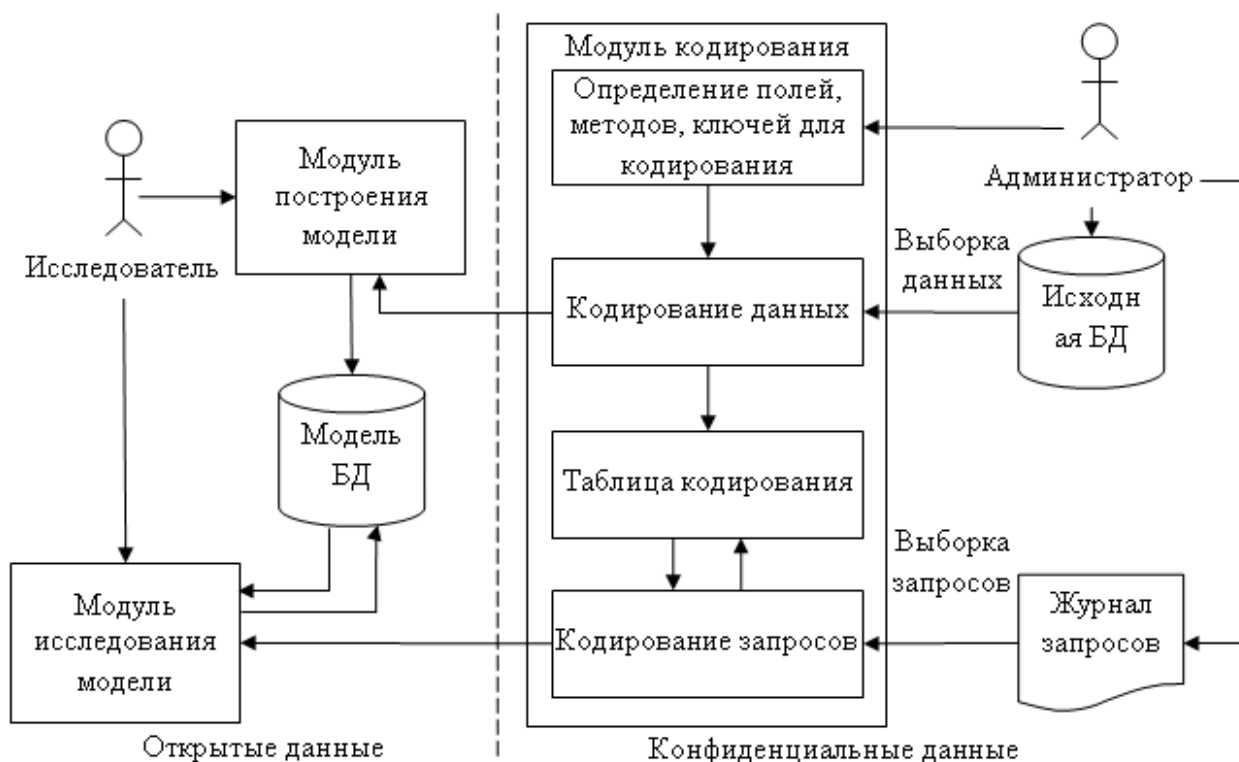 Модуль кодирования
Определение полей,
методов, ключей для
кодирования
Администратор
Модуль
построения
модели
Исследователь
Выборка
данных
Исходн
ая БД
Кодирование данных
Модель
БД
Таблица кодирования
Выборка
запросов
Журнал
запросов
Модуль
исследования
модели
Кодирование запросов
Открытые данные
Конфиденциальные данные